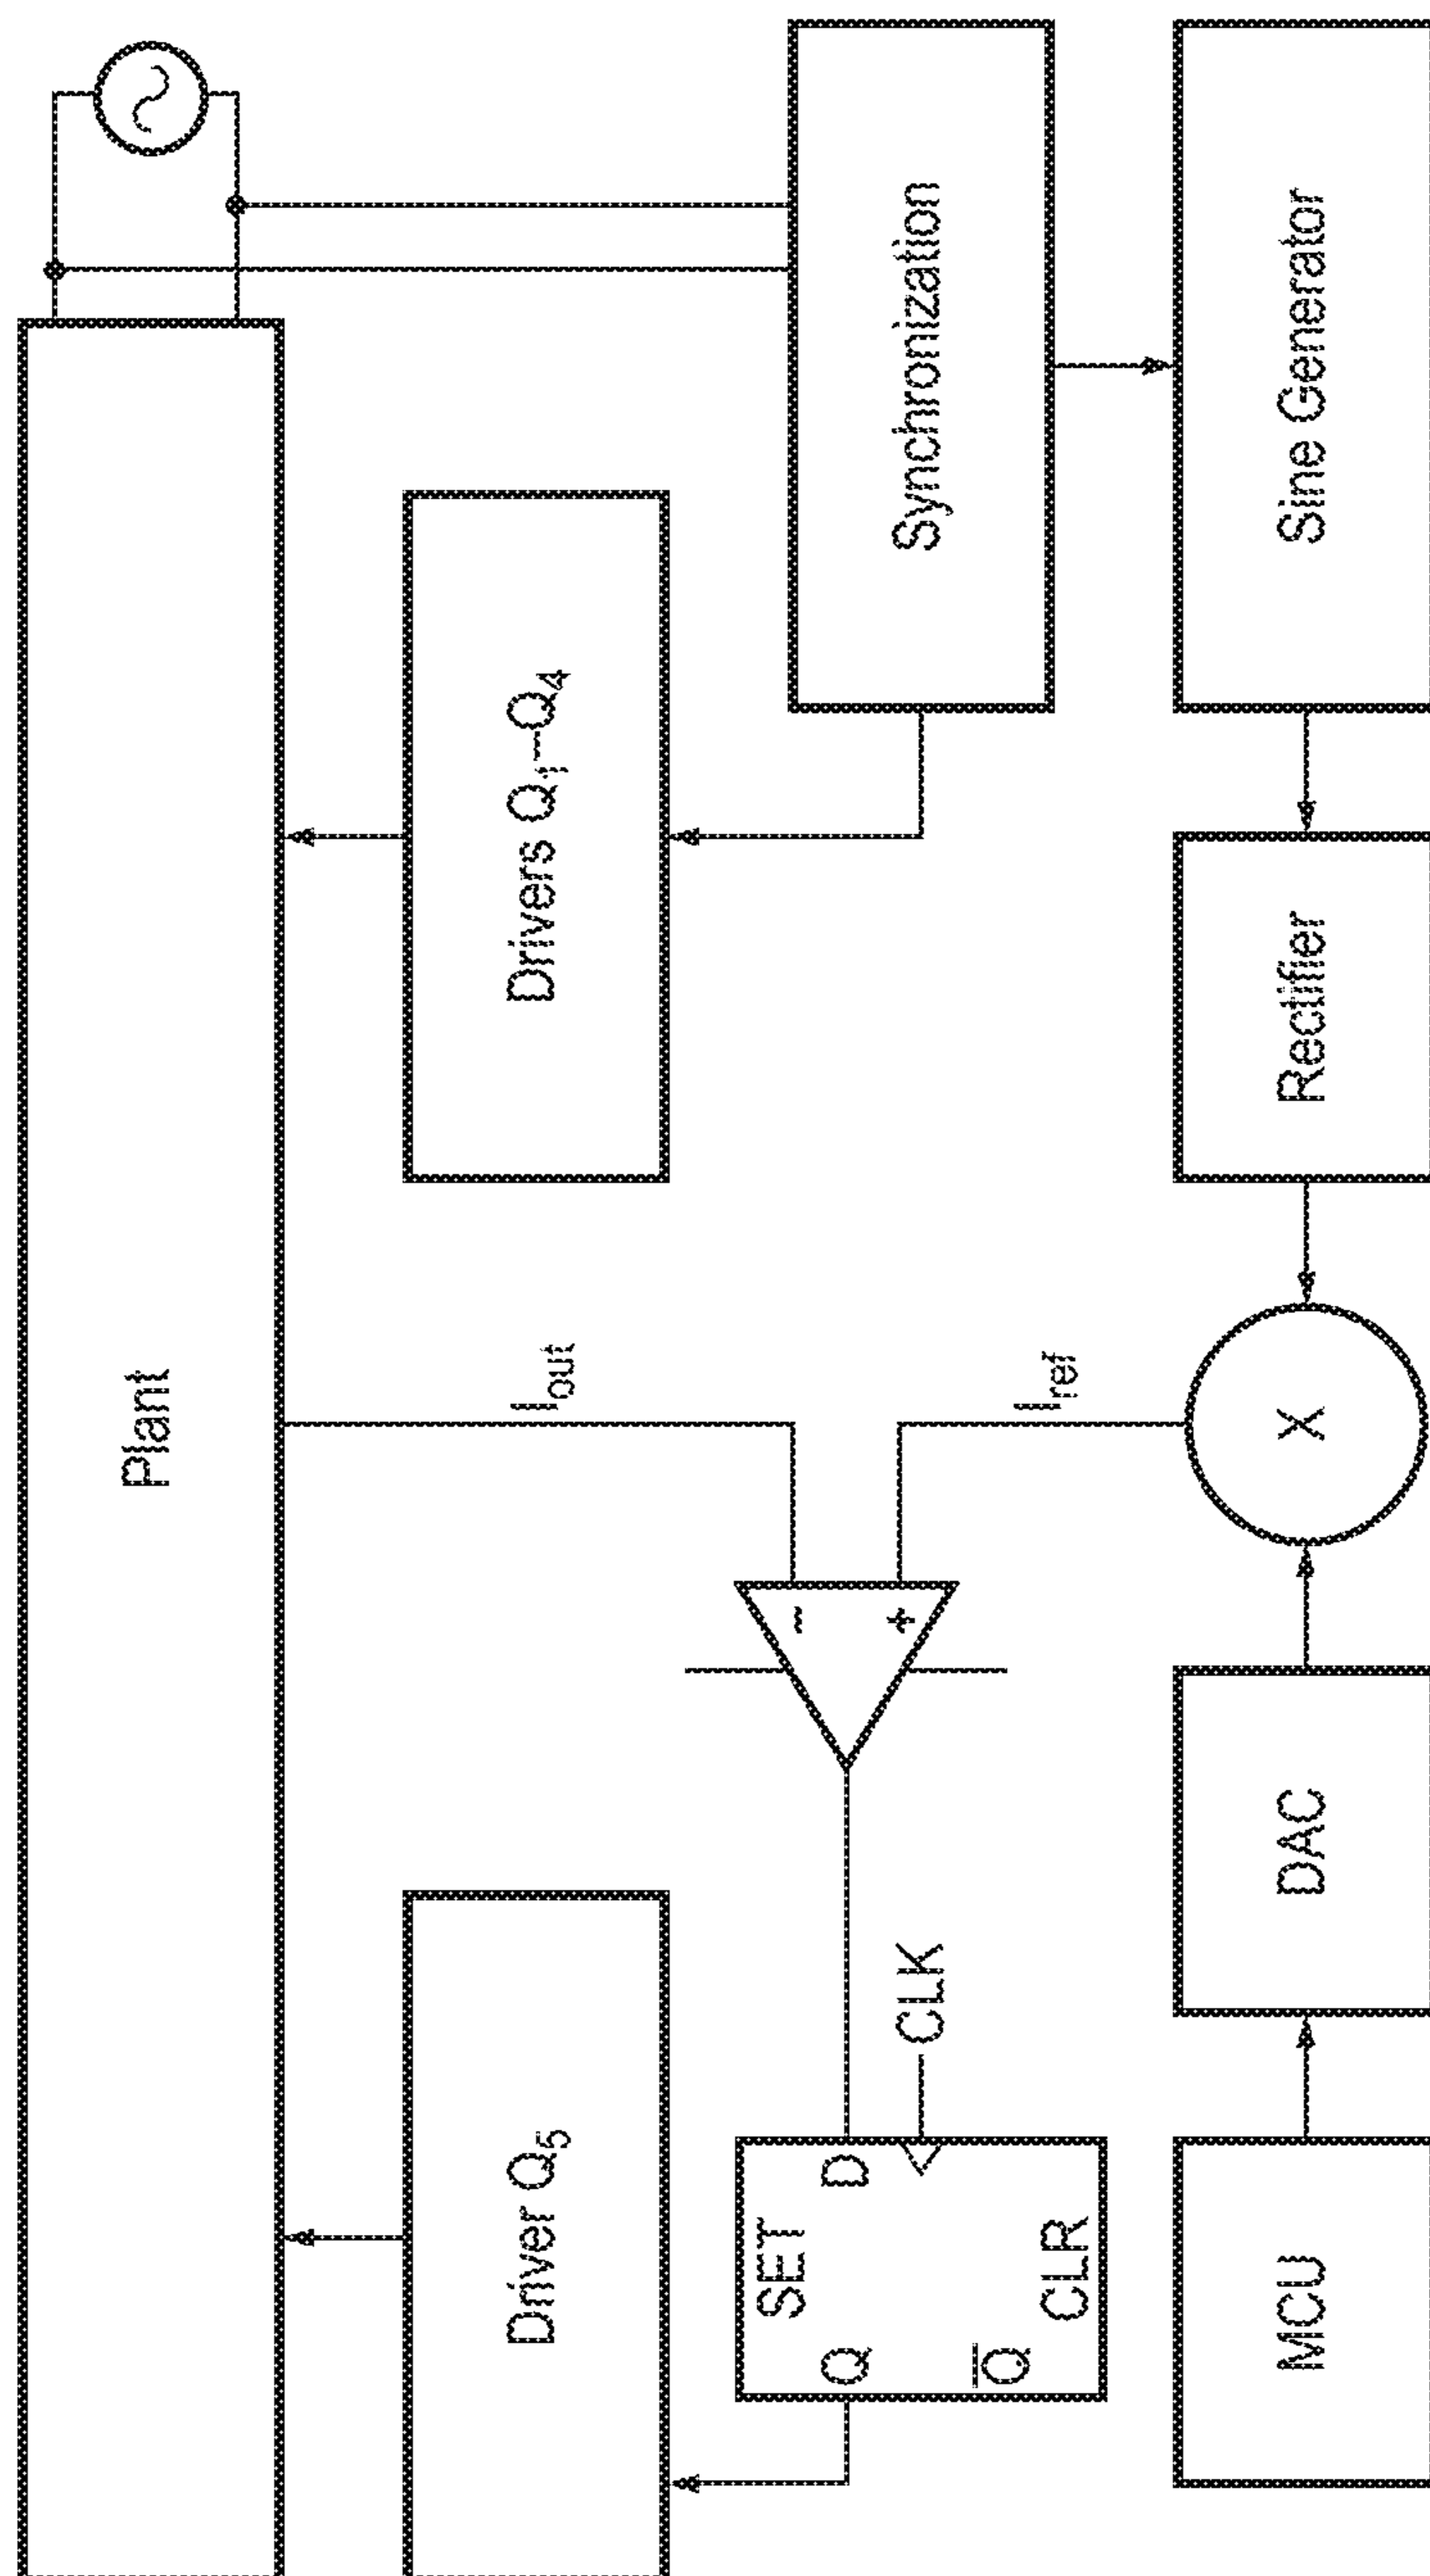 Plant
Driver Q5
Drivers Q1–Q4
Iout
SET
Q
D
CLK
Q̅
CLR
−
+
Iref
Synchronization
MCU
DAC
X
Rectifier
Sine Generator